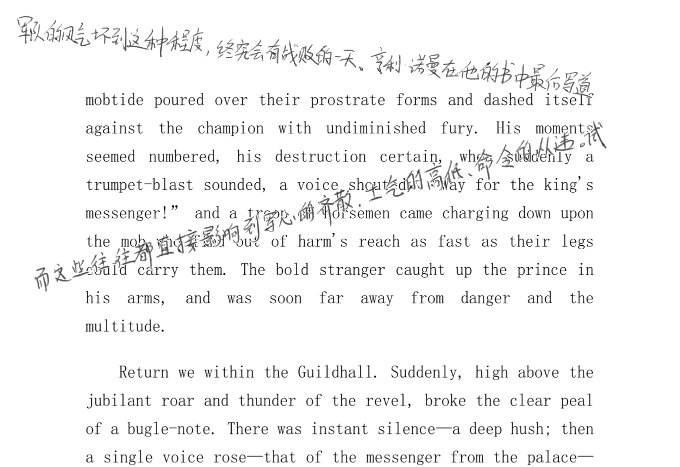 军队的风气坏到这种程度,终究会有战败的一天。亨利·诺曼在他的书中最后写道
mobtide poured over their prostrate forms and dashed itself
against the champion with undiminished fury. His moments
seemed numbered, his destruction certain, when suddenly a
trumpet-blast sounded, a voice shouted, “Way for the king's
messenger!” and a troop of horsemen came charging down upon
the mob, who fled out of harm's reach as fast as their legs
could carry them. The bold stranger caught up the prince in
his arms, and was soon far away from danger and the
multitude.
而这些往往都直接影响到军心的齐散、士气的高低、命令的从违。试
Return we within the Guildhall. Suddenly, high above the
jubilant roar and thunder of the revel, broke the clear peal
of a bugle-note. There was instant silence—a deep hush; then
a single voice rose—that of the messenger from the palace—